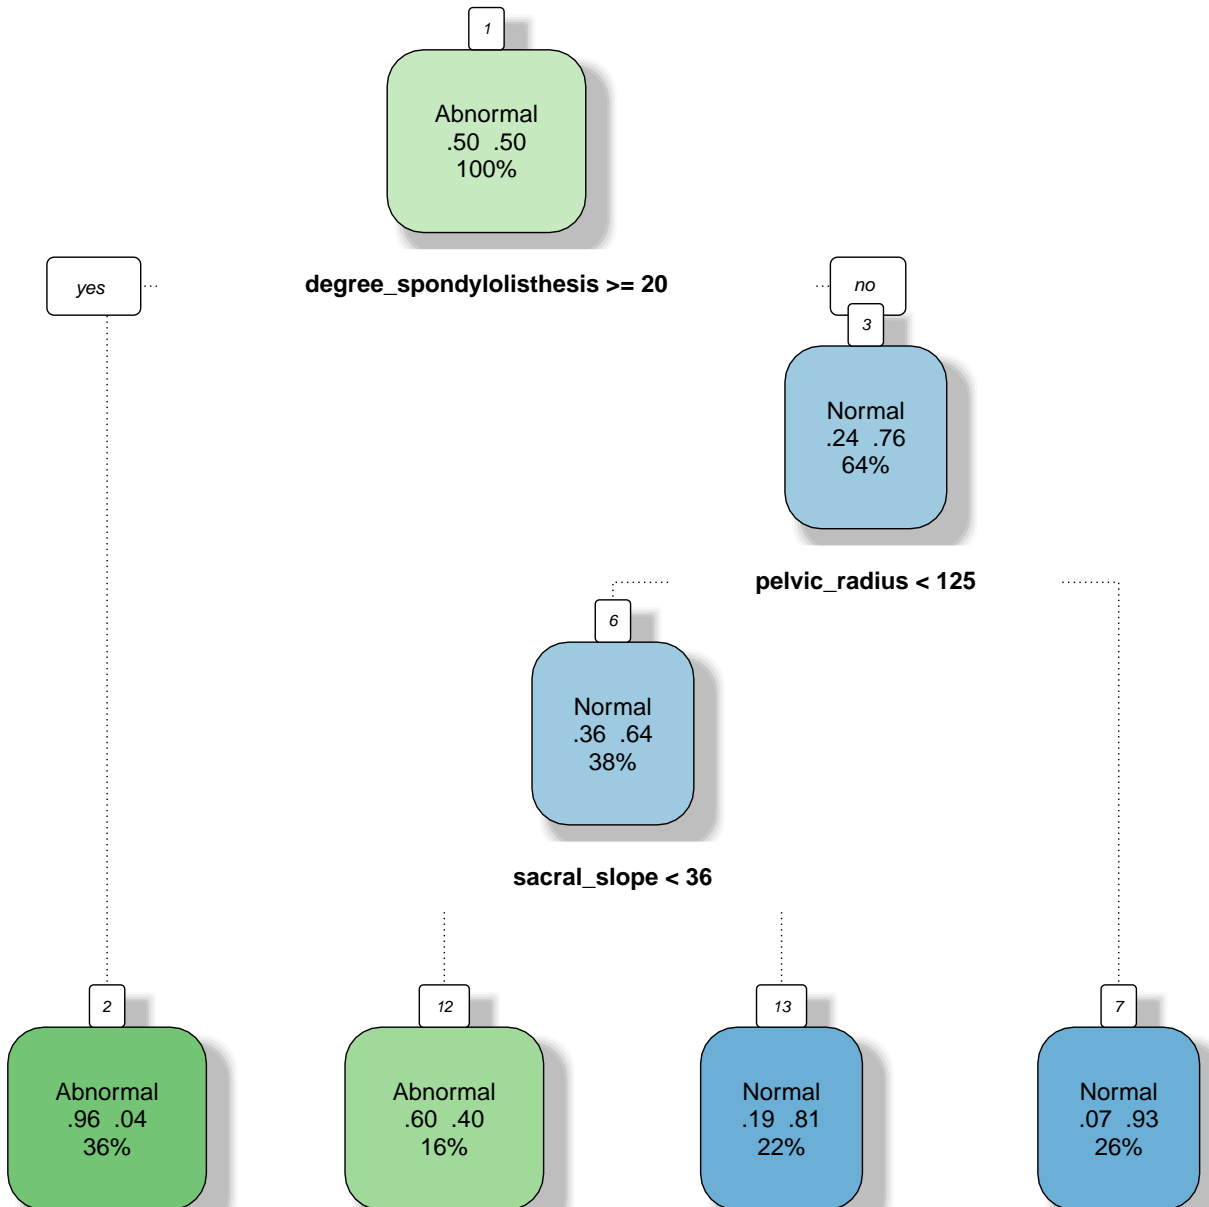 1
Abnormal
.50 .50
100%
yes
degree_spondylolisthesis >= 20
no
3
Normal
.24 .76
64%
pelvic_radius < 125
6
Normal
.36 .64
38%
sacral_slope < 36
2
Abnormal
.96 .04
36%
12
Abnormal
.60 .40
16%
13
Normal
.19 .81
22%
7
Normal
.07 .93
26%